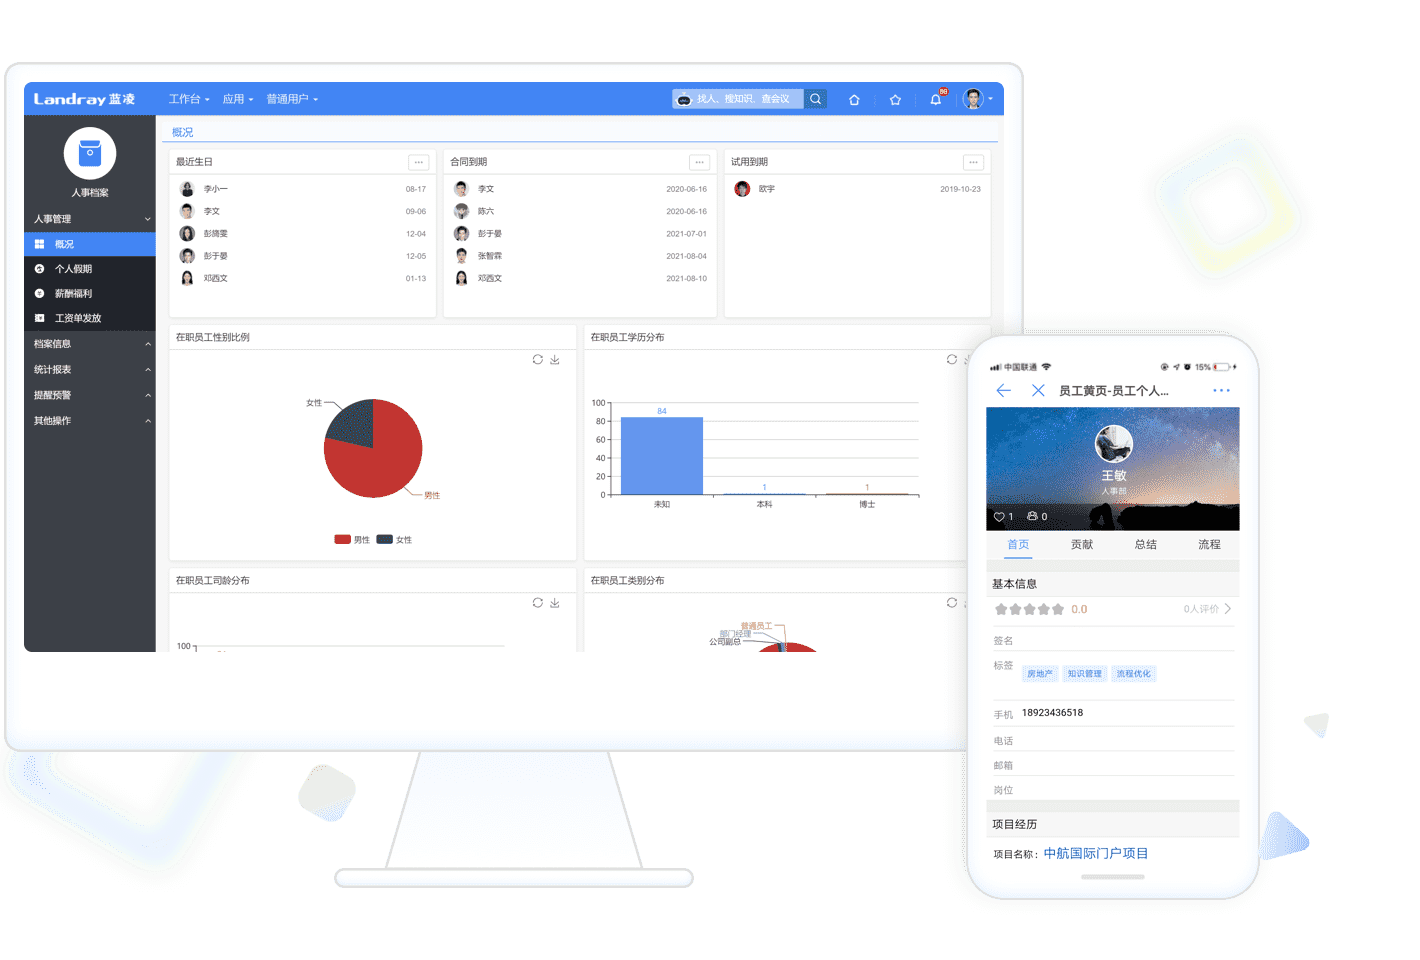 Landray 蓝凌 工作台 应用 普通用户 找人、搜知识、查会议 98
人事档案
人事管理
概况
个人假期
薪酬福利
工资单发放
档案信息
统计报表
提醒预警
其他操作
概况
最近生日 ...
李小一 08-17
李文 09-06
彭简雯 12-04
彭于晏 12-05
邓西文 01-13
合同到期 ...
李文 2020-06-16
陈六 2020-06-16
彭于晏 2021-07-01
张智霖 2021-08-04
邓西文 2021-08-10
试用到期 ...
欧宇 2019-10-23
在职员工性别比例
女性
男性
男性 女性
在职员工学历分布
100
80
60
40
20
0
84
1
1
未知 本科 博士
在职员工司龄分布
100
在职员工类别分布
普通员工
部门经理
公司副总
中国联通 15%
员工黄页-员工个人... ...
王敏
人事部
1 0
首页 贡献 总结 流程
基本信息
0.0 0人评价
签名
标签 房地产 知识管理 流程优化
手机 18923436518
电话
邮箱
岗位
项目经历
项目名称： 中航国际门户项目